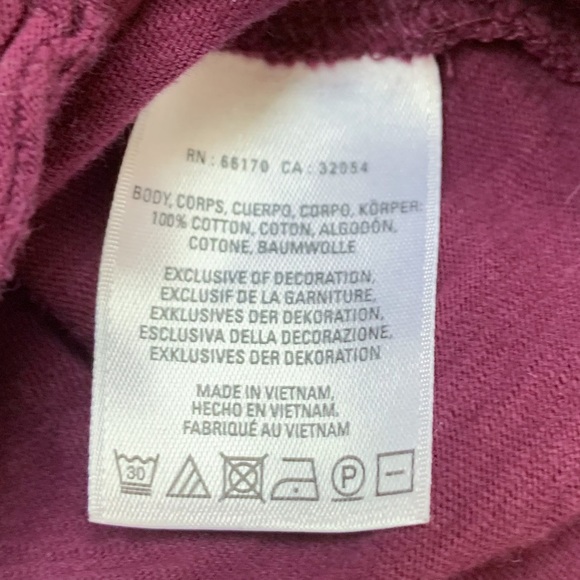 RN : 66170 CA : 32054
BODY, CORPS, CUERPO, CORPO, KÖRPER:
100% COTTON, COTON, ALGODÓN,
COTONE, BAUMWOLLE
EXCLUSIVE OF DECORATION,
EXCLUSIF DE LA GARNITURE,
EXKLUSIVES DER DEKORATION,
ESCLUSIVA DELLA DECORAZIONE,
EXKLUSIVES DER DEKORATION
MADE IN VIETNAM,
HECHO EN VIETNAM,
FABRIQUÉ AU VIETNAM
30 P